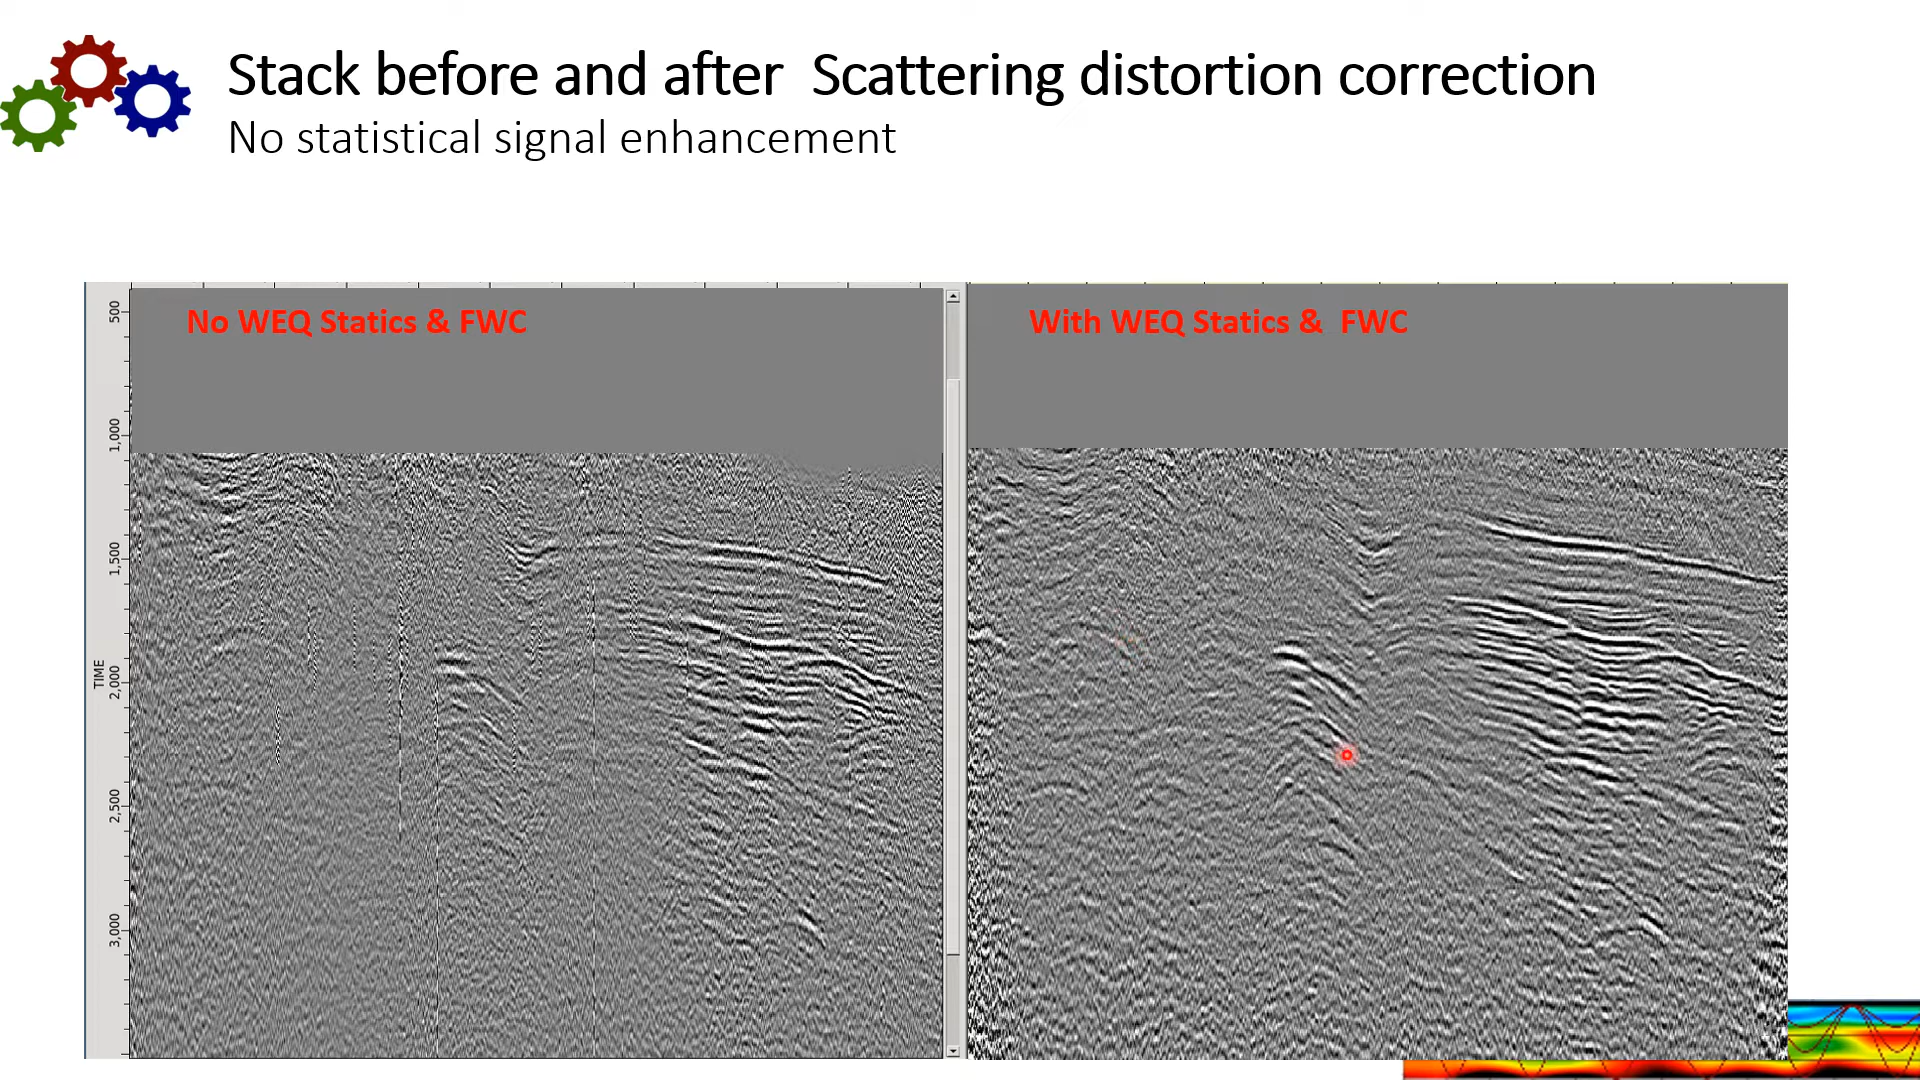 Stack before and after  Scattering distortion correction
No statistical signal enhancement
No WEQ Statics & FWC
With WEQ Statics &  FWC
500
1,000
1,500
2,000
2,500
3,000
TIME